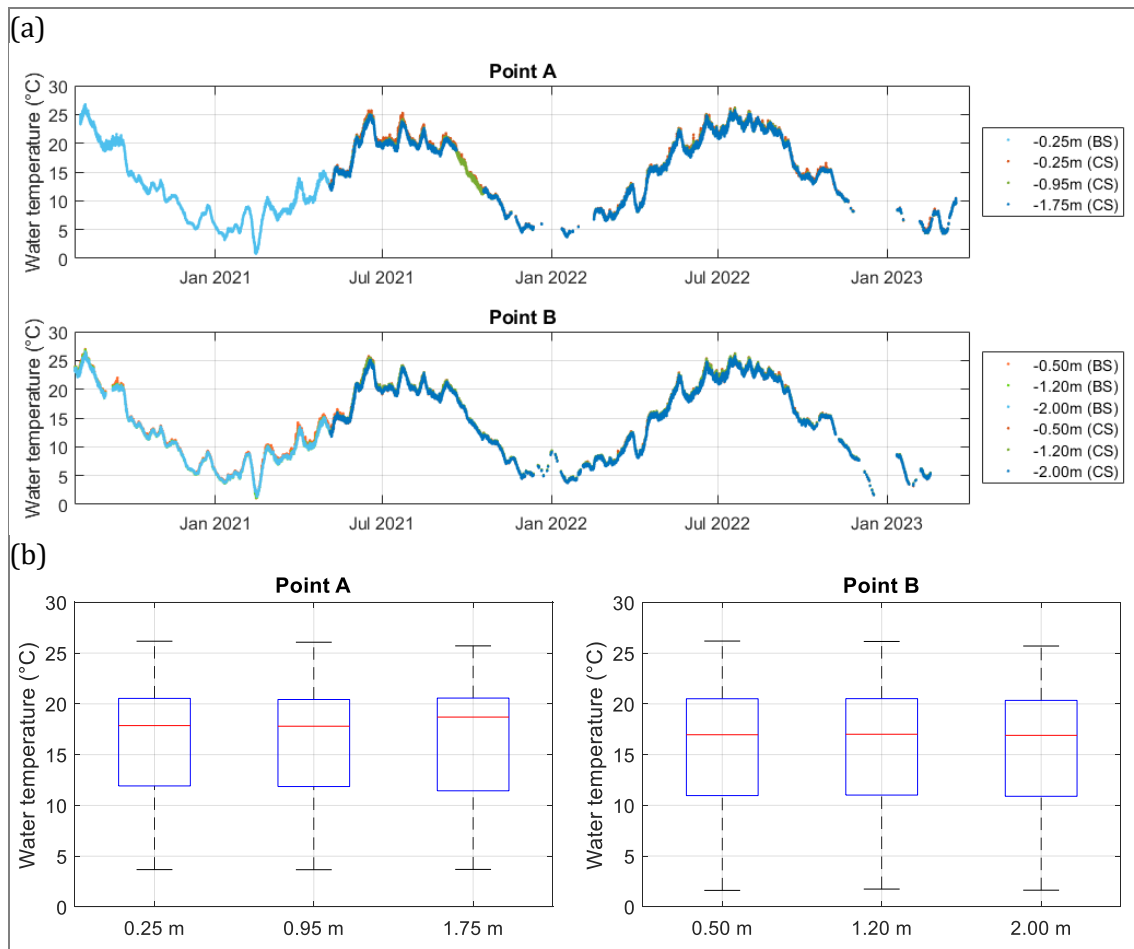 (a)
Point A
Water temperature (°C)
30
25
20
15
10
5
0
Jan 2021 Jul 2021 Jan 2022 Jul 2022 Jan 2023
-0.25m (BS)
-0.25m (CS)
-0.95m (CS)
-1.75m (CS)
Point B
Water temperature (°C)
30
25
20
15
10
5
0
Jan 2021 Jul 2021 Jan 2022 Jul 2022 Jan 2023
-0.50m (BS)
-1.20m (BS)
-2.00m (BS)
-0.50m (CS)
-1.20m (CS)
-2.00m (CS)
(b)
Point A
Water temperature (°C)
30
25
20
15
10
5
0
0.25 m 0.95 m 1.75 m
Point B
Water temperature (°C)
30
25
20
15
10
5
0
0.50 m 1.20 m 2.00 m